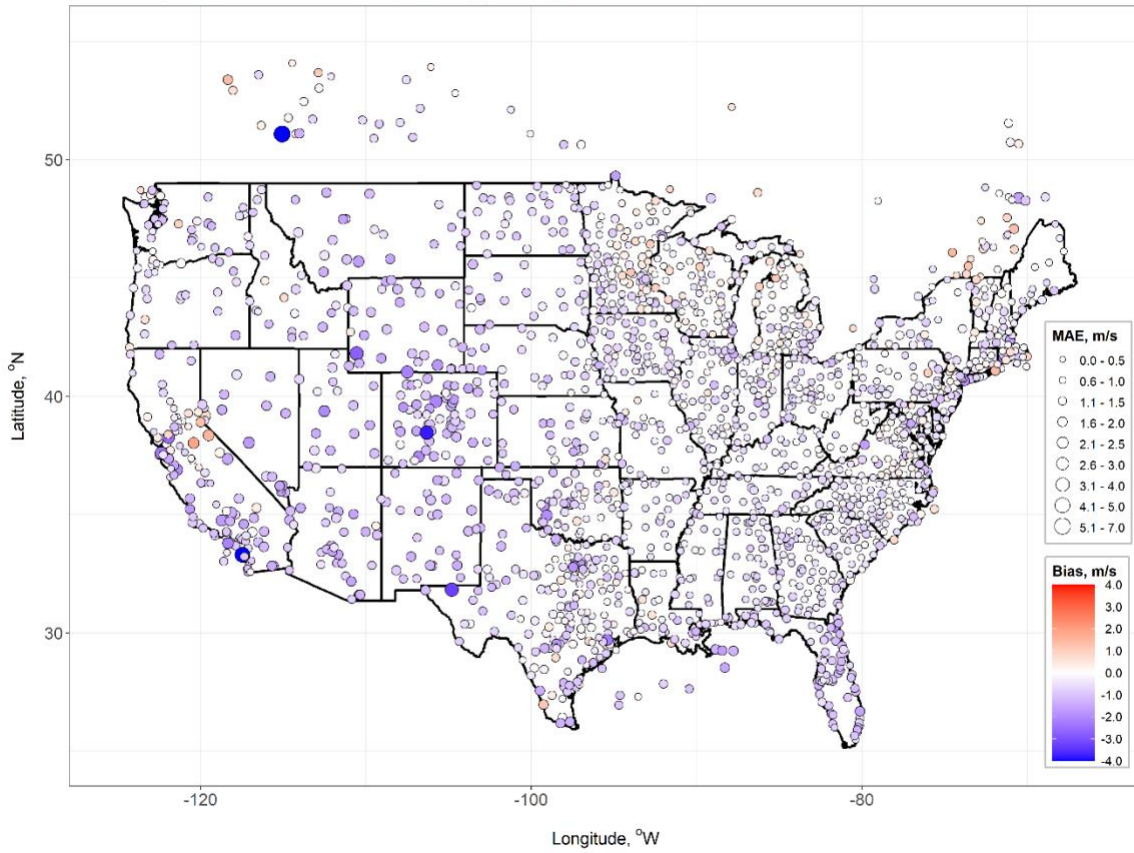 50
40
30
Latitude, °N
-120
-100
-80
Longitude, °W
MAE, m/s
0.0 - 0.5
0.6 - 1.0
1.1 - 1.5
1.6 - 2.0
2.1 - 2.5
2.6 - 3.0
3.1 - 4.0
4.1 - 5.0
5.1 - 7.0
Bias, m/s
4.0
3.0
2.0
1.0
0.0
-1.0
-2.0
-3.0
-4.0